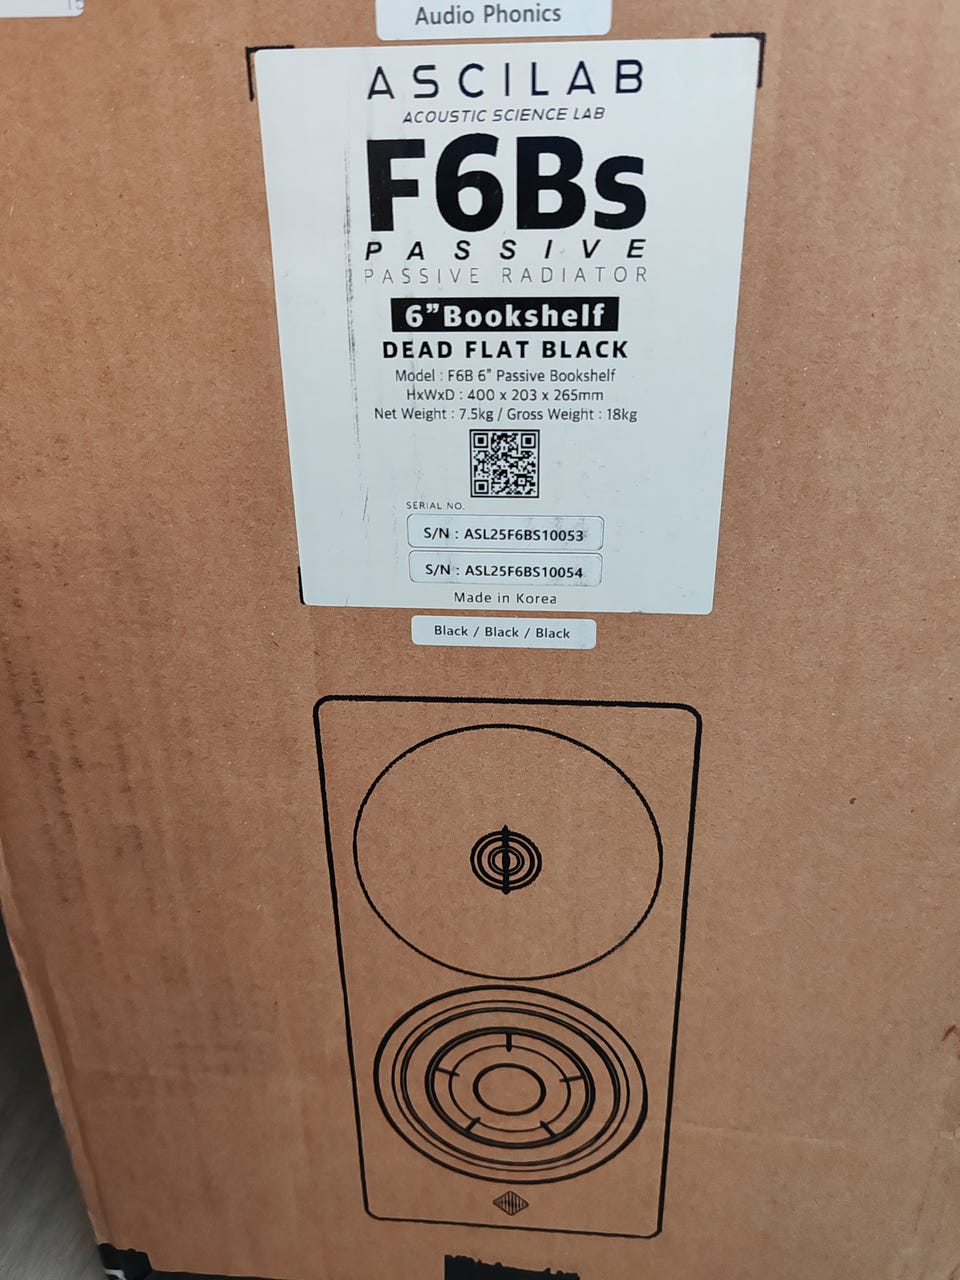 Audio Phonics
ASCILAB
ACOUSTIC SCIENCE LAB
F6Bs
PASSIVE
PASSIVE RADIATOR
6”Bookshelf
DEAD FLAT BLACK
Model : F6B 6” Passive Bookshelf
HxWxD : 400 x 203 x 265mm
Net Weight : 7.5kg / Gross Weight : 18kg
SERIAL NO.
S/N : ASL25F6BS10053
S/N : ASL25F6BS10054
Made in Korea
Black / Black / Black